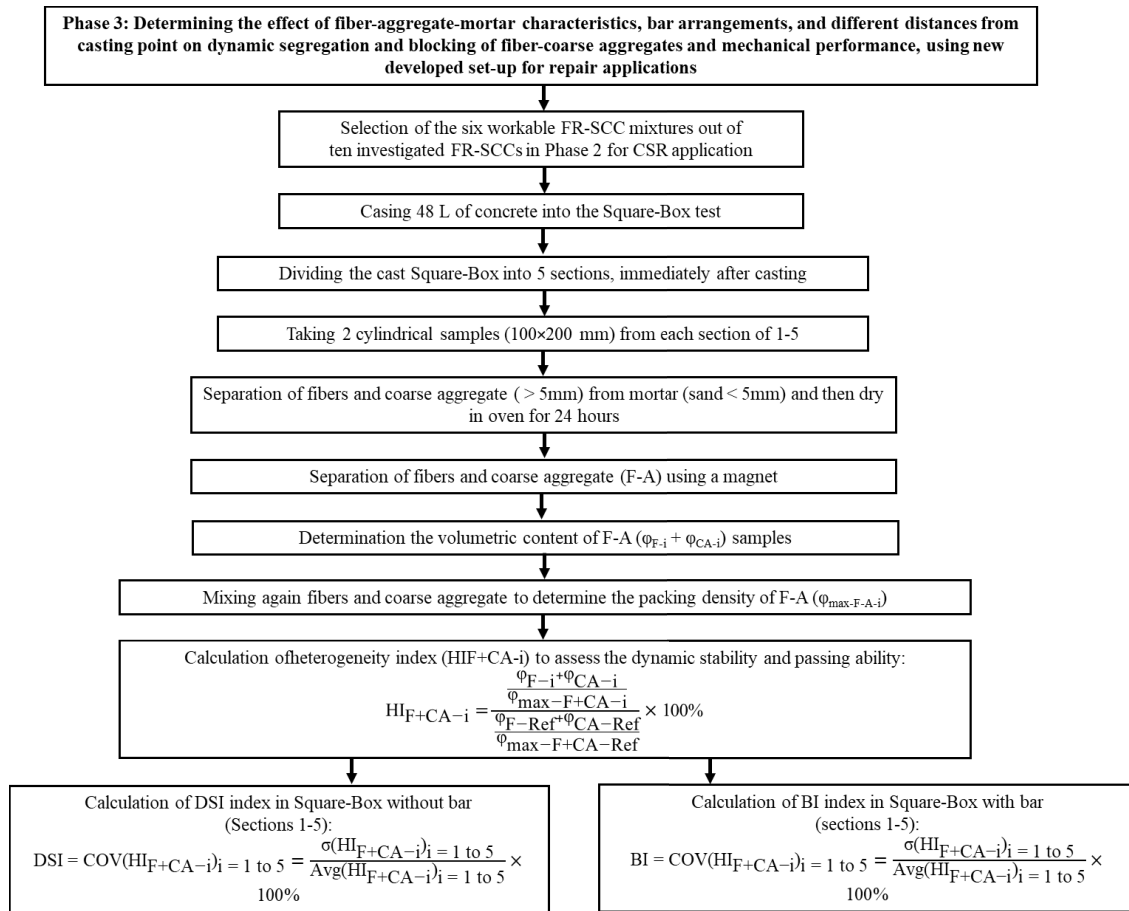 Phase 3: Determining the effect of fiber-aggregate-mortar characteristics, bar arrangements, and different distances from
casting point on dynamic segregation and blocking of fiber-coarse aggregates and mechanical performance, using new
developed set-up for repair applications
Selection of the six workable FR-SCC mixtures out of
ten investigated FR-SCCs in Phase 2 for CSR application
Casing 48 L of concrete into the Square-Box test
Dividing the cast Square-Box into 5 sections, immediately after casting
Taking 2 cylindrical samples (100×200 mm) from each section of 1-5
Separation of fibers and coarse aggregate ( > 5mm) from mortar (sand < 5mm) and then dry
in oven for 24 hours
Separation of fibers and coarse aggregate (F-A) using a magnet
Determination the volumetric content of F-A (φF-i + φCA-i) samples
Mixing again fibers and coarse aggregate to determine the packing density of F-A (φmax-F-A-i)
Calculation ofheterogeneity index (HIF+CA-i) to assess the dynamic stability and passing ability:
φF−i+φCA−i
φmax−F+CA−i
HIF+CA−i = × 100%
φF−Ref+φCA−Ref
φmax−F+CA−Ref
Calculation of DSI index in Square-Box without bar
(Sections 1-5):
σ(HIF+CA−i)i = 1 to 5
DSI = COV(HIF+CA−i)i = 1 to 5 = ×
Avg(HIF+CA−i)i = 1 to 5
100%
Calculation of BI index in Square-Box with bar
(sections 1-5):
σ(HIF+CA−i)i = 1 to 5
BI = COV(HIF+CA−i)i = 1 to 5 = ×
Avg(HIF+CA−i)i = 1 to 5
100%